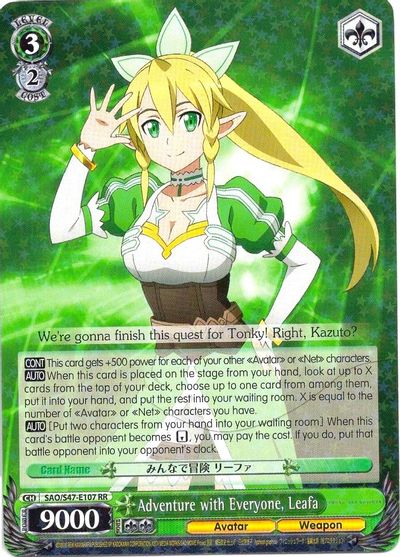 LEVEL
3
2
COST
We're gonna finish this quest for Tonky! Right, Kazuto?
CONT This card gets +500 power for each of your other «Avatar» or «Net» characters.
AUTO When this card is placed on the stage from your hand, look at up to X
cards from the top of your deck, choose up to one card from among them,
put it into your hand, and put the rest into your waiting room. X is equal to the
number of «Avatar» or «Net» characters you have.
AUTO [Put two characters from your hand into your waiting room] When this
card's battle opponent becomes, you may pay the cost. If you do, put that
battle opponent into your opponent's clock.
Card Name みんなで冒険 リーファ
CH SAO/S47-E107 RR
9000 Adventure with Everyone, Leafa
Avatar Weapon